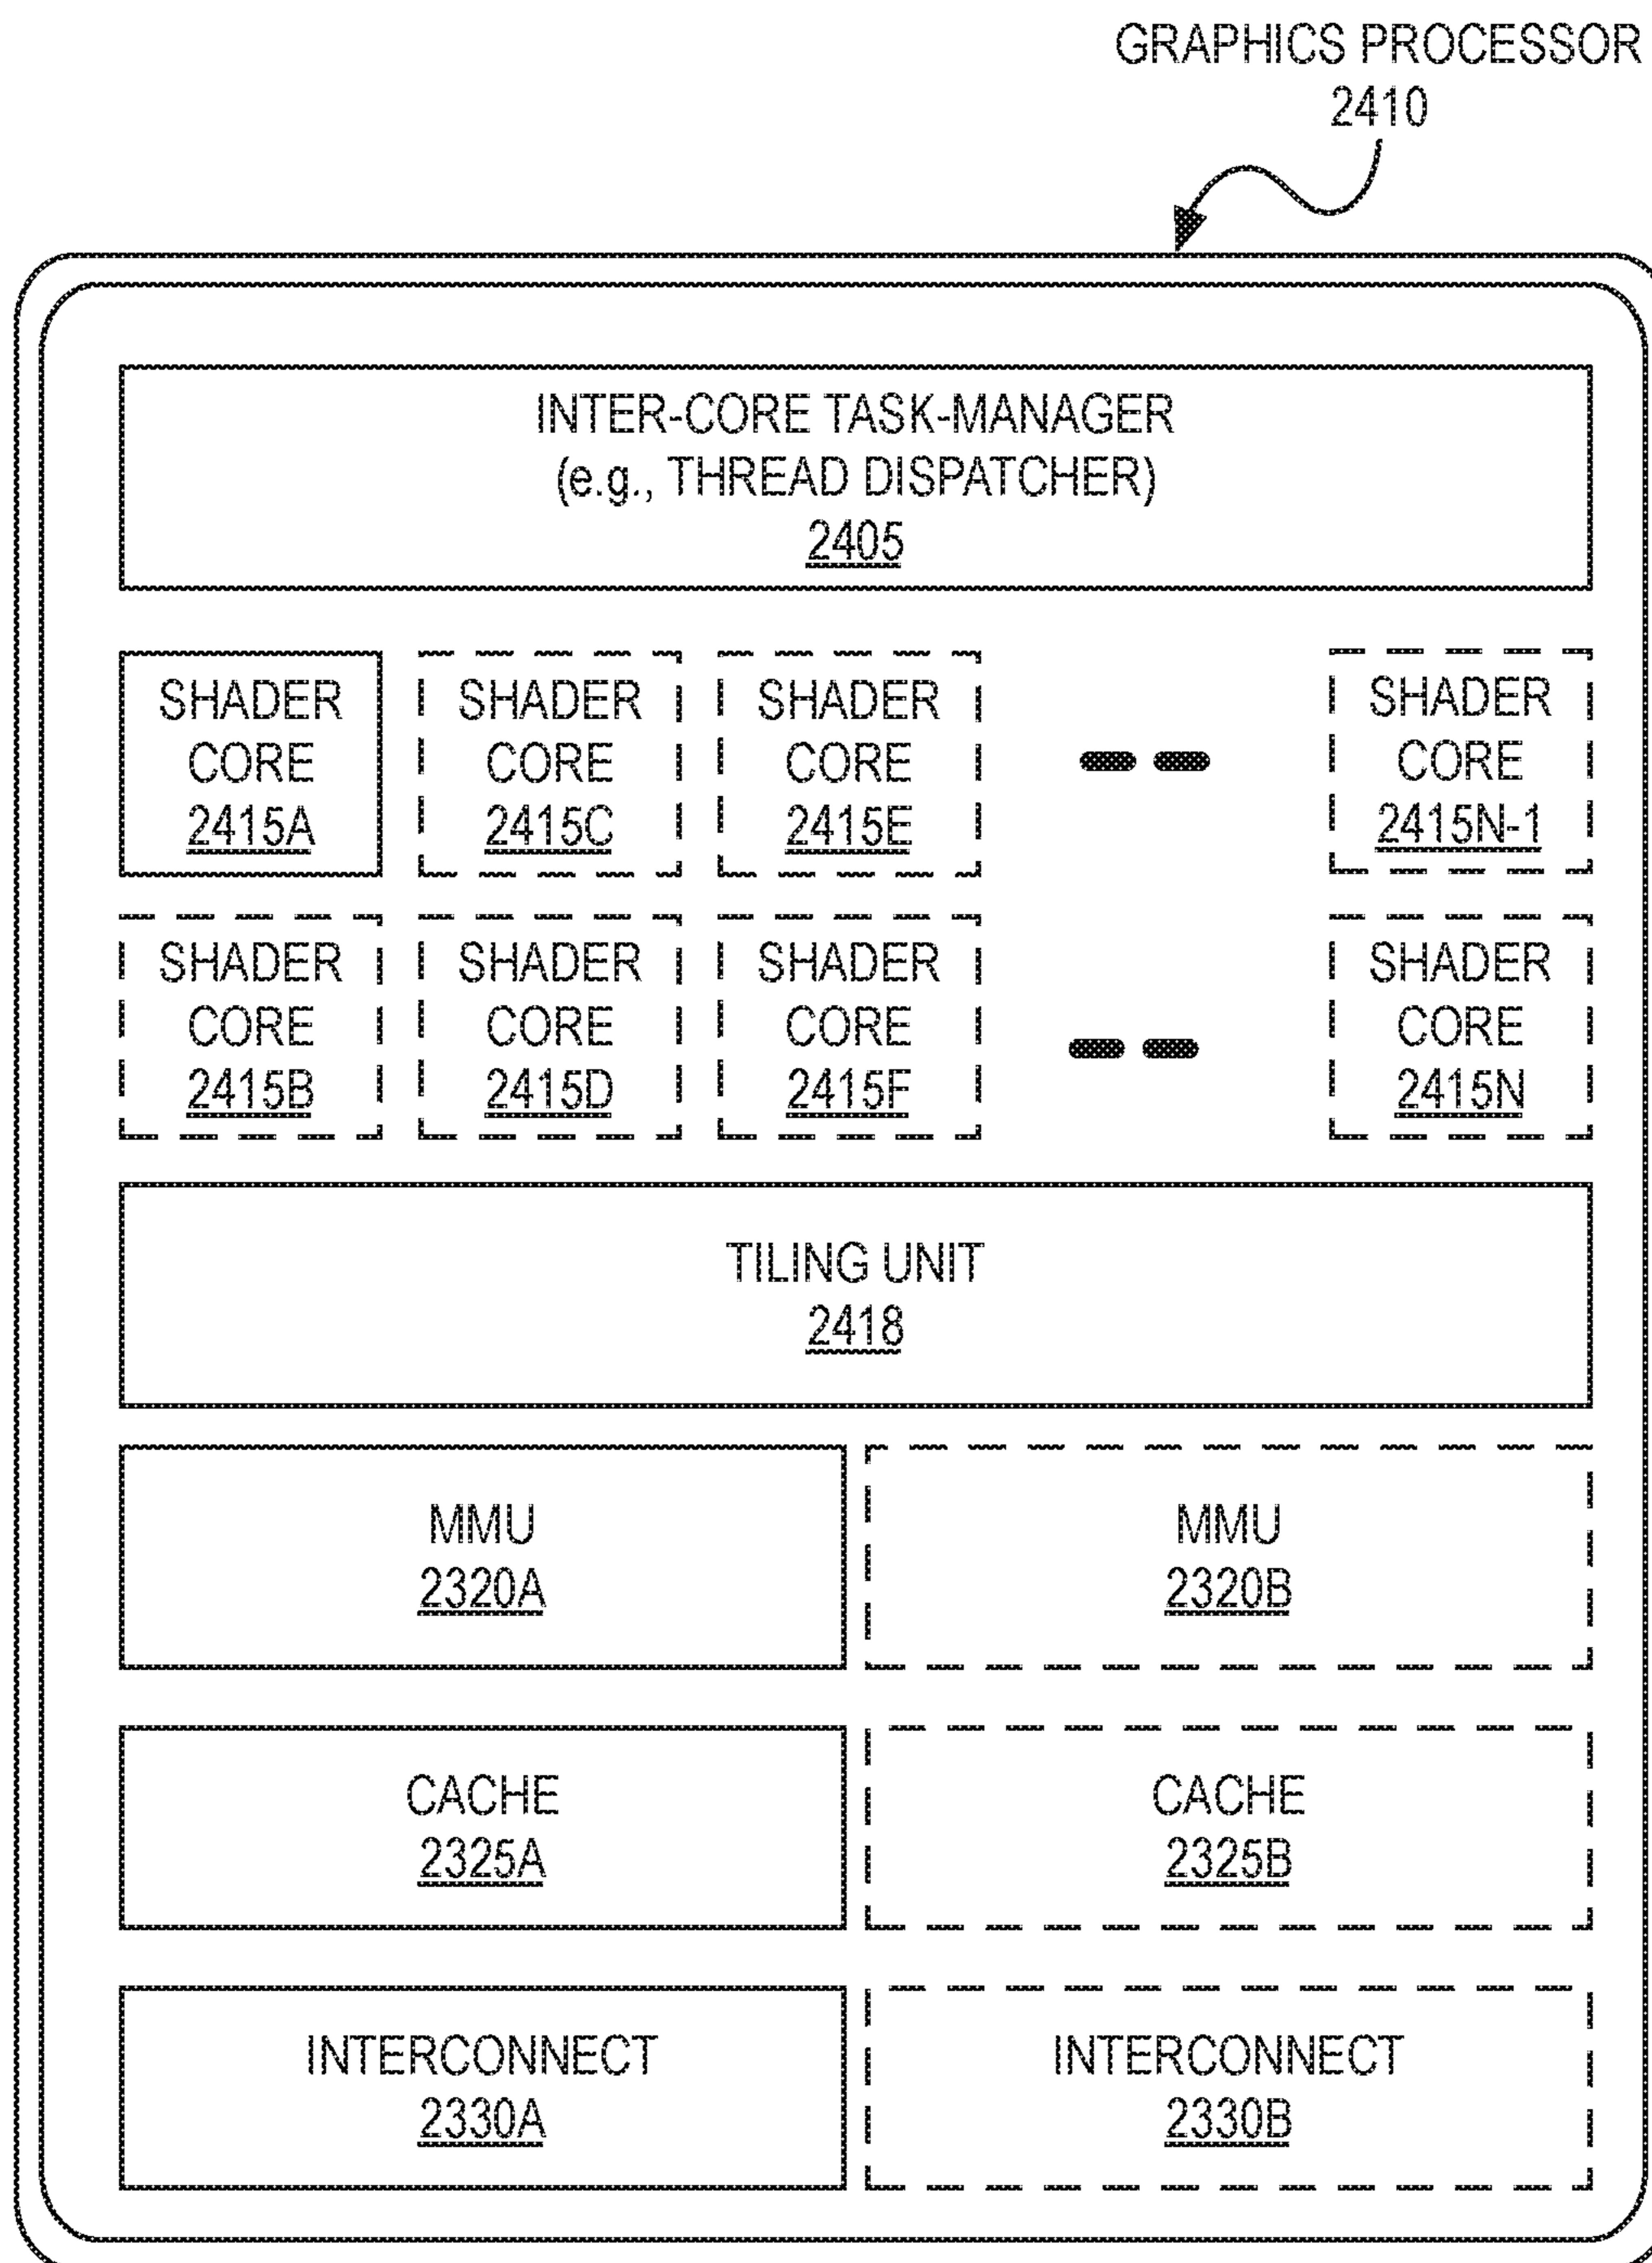 GRAPHICS PROCESSOR
2410
INTER-CORE TASK-MANAGER
(e.g., THREAD DISPATCHER)
2405
SHADER
CORE
2415A
SHADER
CORE
2415C
SHADER
CORE
2415E
SHADER
CORE
2415N-1
SHADER
CORE
2415B
SHADER
CORE
2415D
SHADER
CORE
2415F
SHADER
CORE
2415N
TILING UNIT
2418
MMU
2320A
MMU
2320B
CACHE
2325A
CACHE
2325B
INTERCONNECT
2330A
INTERCONNECT
2330B